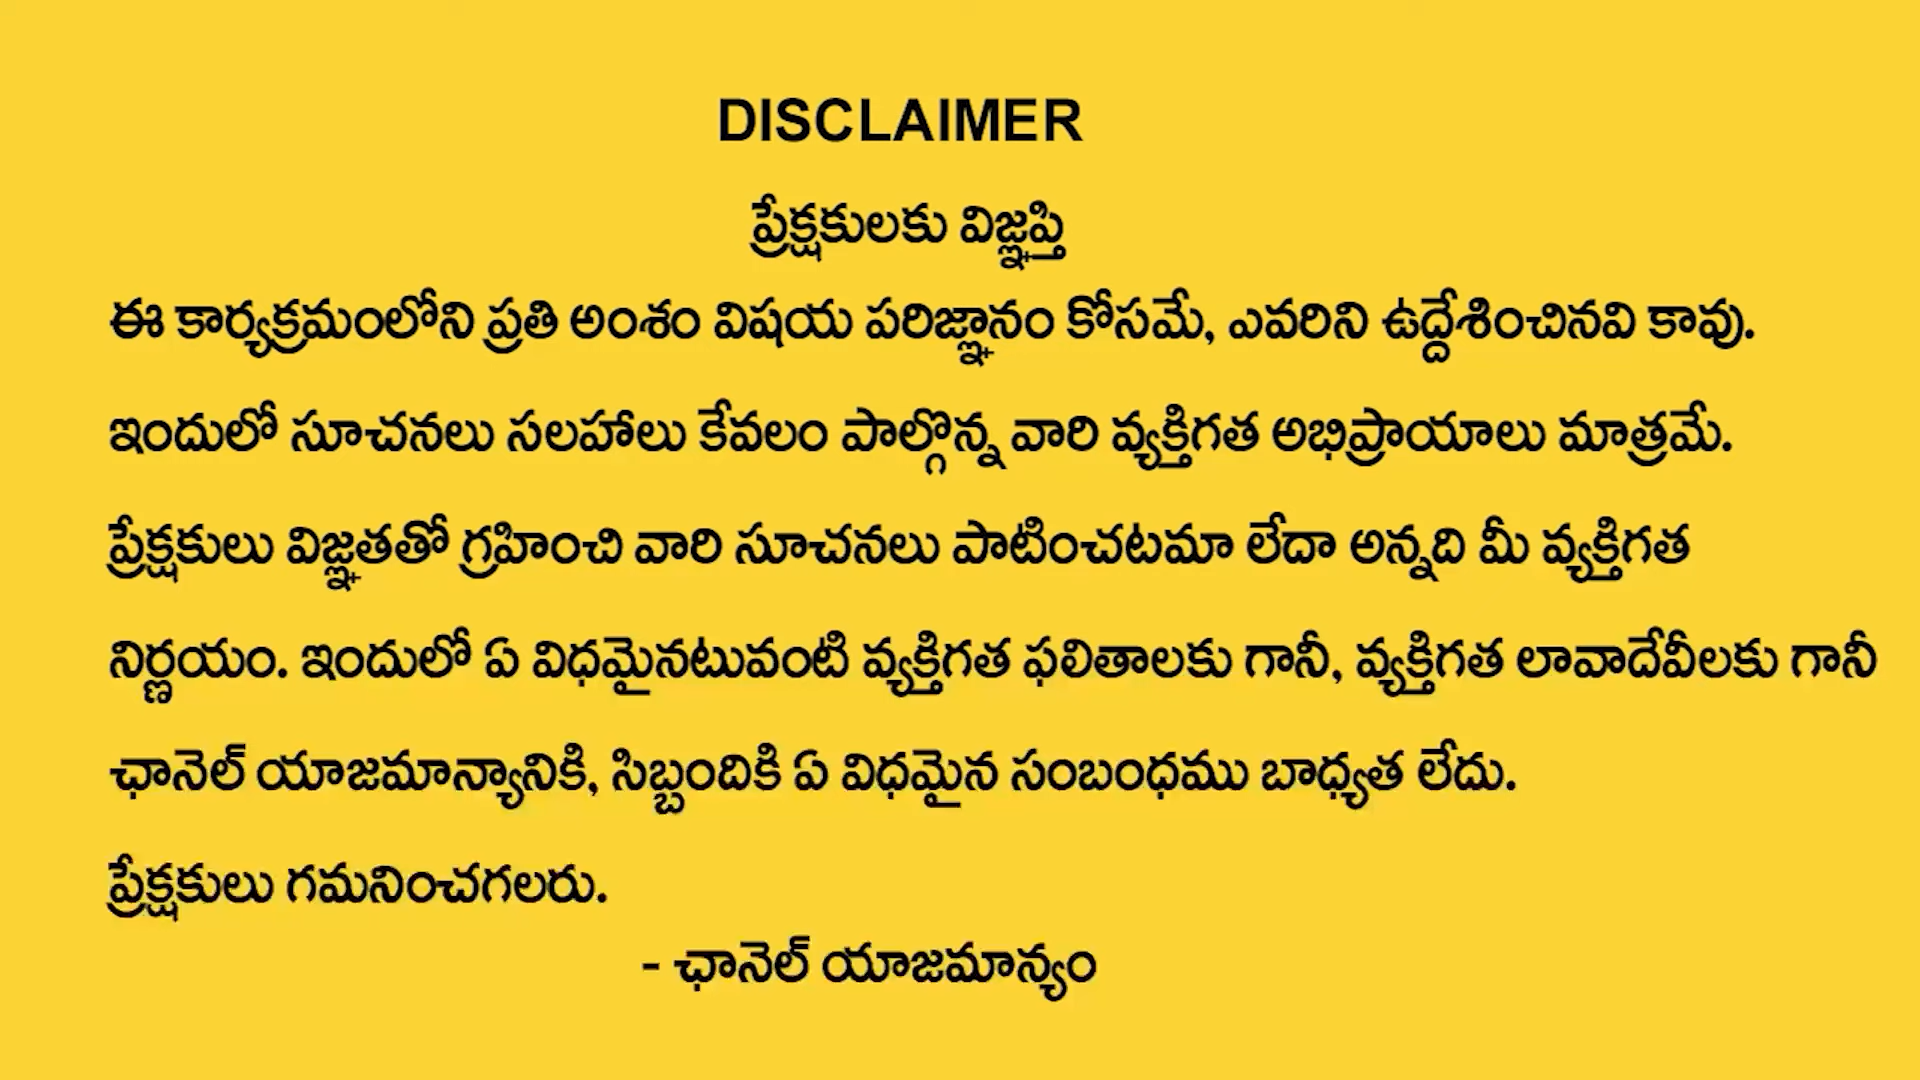 DISCLAIMER
ప్రేక్షకులకు విజ్ఞప్తి
ఈ కార్యక్రమంలోని ప్రతి అంశం విషయ పరిజ్ఞానం కోసమే, ఎవరిని ఉద్దేశించినవి కావు.
ఇందులో సూచనలు సలహాలు కేవలం పాల్గొన్న వారి వ్యక్తిగత అభిప్రాయాలు మాత్రమే.
ప్రేక్షకులు విజ్ఞతతో గ్రహించి వారి సూచనలు పాటించటమా లేదా అన్నది మీ వ్యక్తిగత
నిర్ణయం. ఇందులో ఏ విధమైనటువంటి వ్యక్తిగత ఫలితాలకు గానీ, వ్యక్తిగత లావాదేవీలకు గానీ
ఛానెల్ యాజమాన్యానికి, సిబ్బందికి ఏ విధమైన సంబంధము బాధ్యత లేదు.
ప్రేక్షకులు గమనించగలరు.
- ఛానెల్ యాజమాన్యం